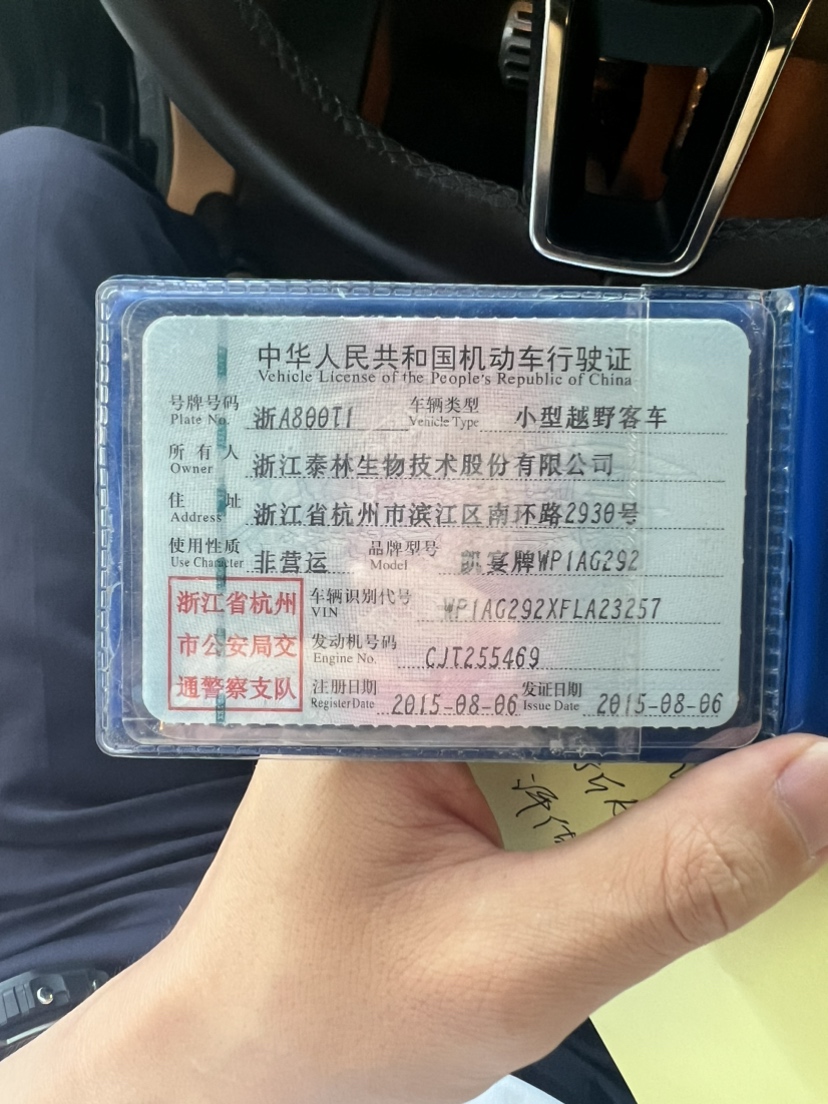 中华人民共和国机动车行驶证
Vehicle License of the People's Republic of China
号牌号码 浙A800T1 车辆类型 小型越野客车
Plate No. Vehicle Type
所有人 浙江泰林生物技术股份有限公司
Owner
住址 浙江省杭州市滨江区南环路2930号
Address
使用性质 非营运 品牌型号 凯宴牌WP1AG292
Use Character Model
浙江省杭州
市公安局交
通警察支队
车辆识别代号 WP1AG292XFLA23257
VIN
发动机号码 CJT255469
Engine No.
注册日期 2015-08-06 发证日期 2015-08-06
Register Date Issue Date